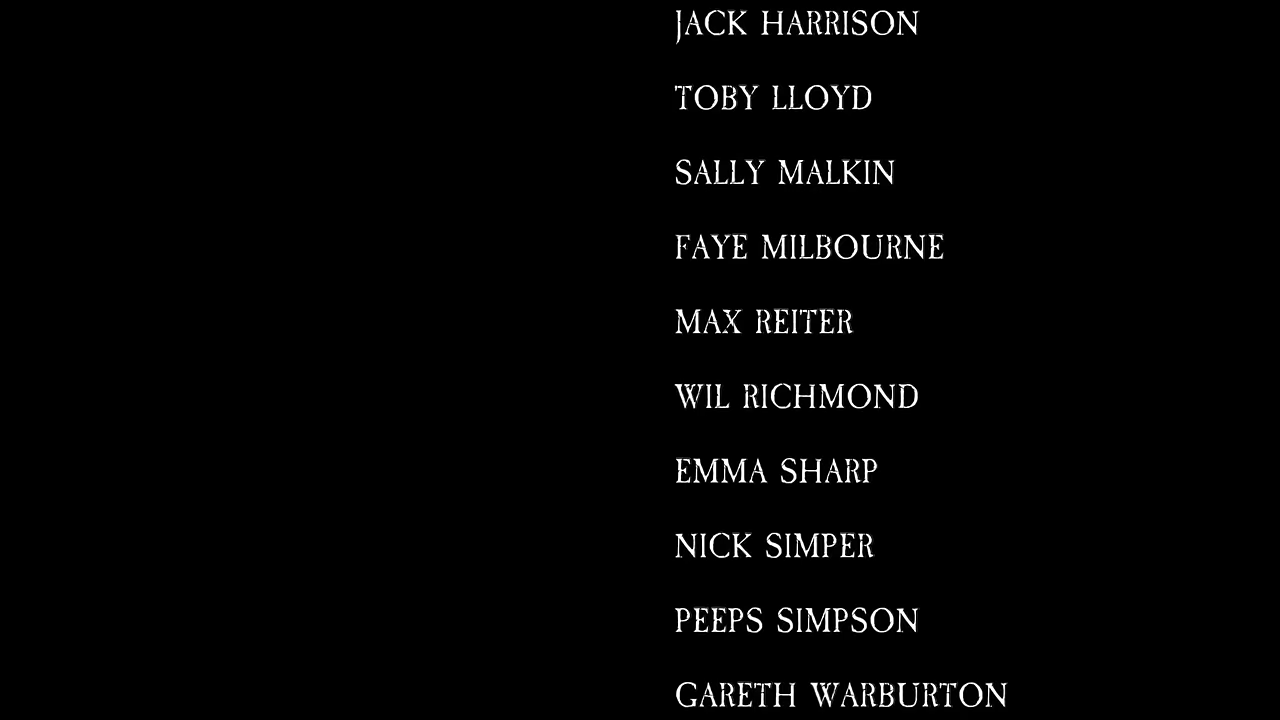 JACK HARRISON
TOBY LLOYD
SALLY MALKIN
FAYE MILBOURNE
MAX REITER
WIL RICHMOND
EMMA SHARP
NICK SIMPER
PEEPS SIMPSON
GARETH WARBURTON